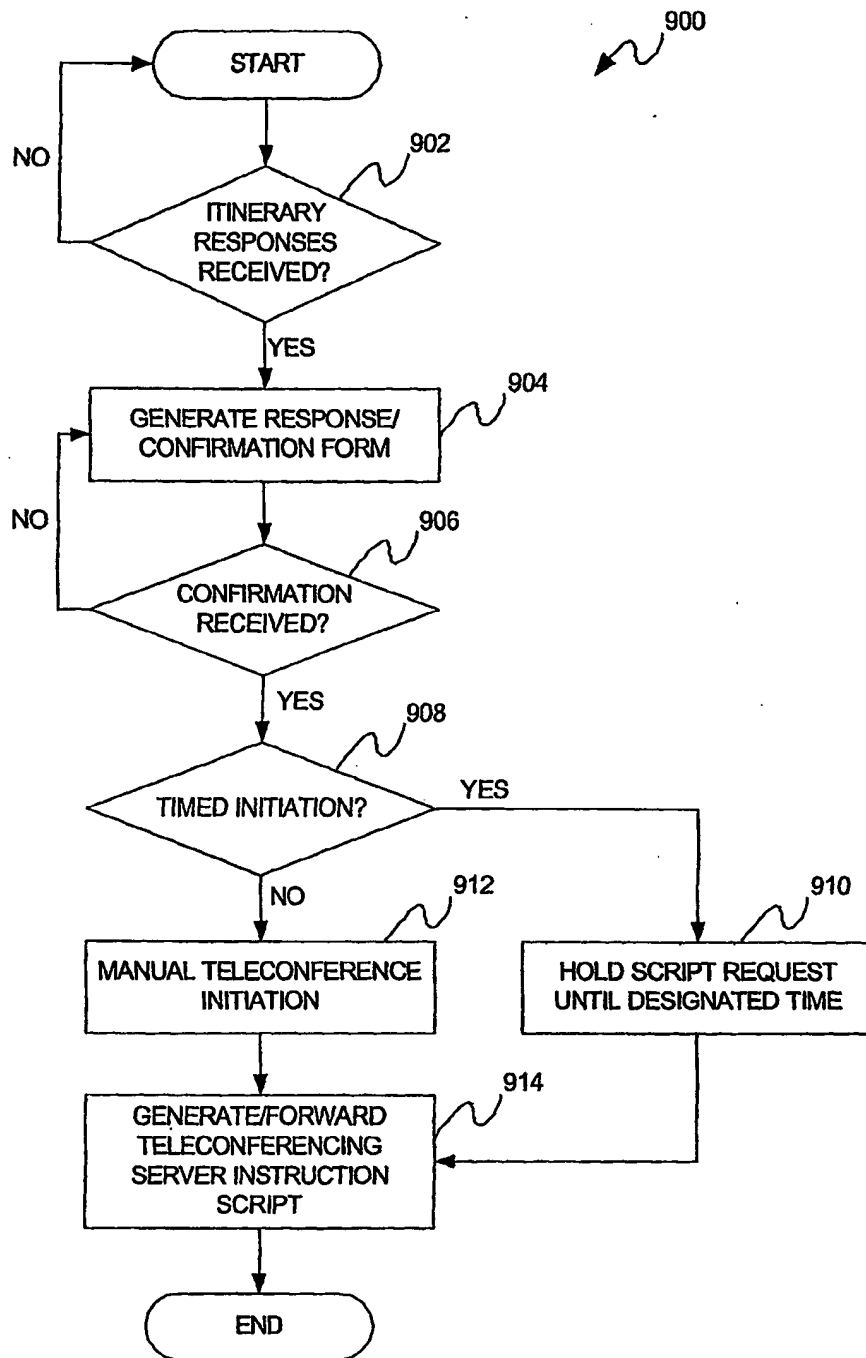 900
START
NO
902
ITINERARY
RESPONSES
RECEIVED?
YES
904
GENERATE RESPONSE/
CONFIRMATION FORM
NO
906
CONFIRMATION
RECEIVED?
YES
908
TIMED INITIATION?
YES
NO
912
910
MANUAL TELECONFERENCE
INITIATION
HOLD SCRIPT REQUEST
UNTIL DESIGNATED TIME
914
GENERATE/FORWARD
TELECONFERENCING
SERVER INSTRUCTION
SCRIPT
END